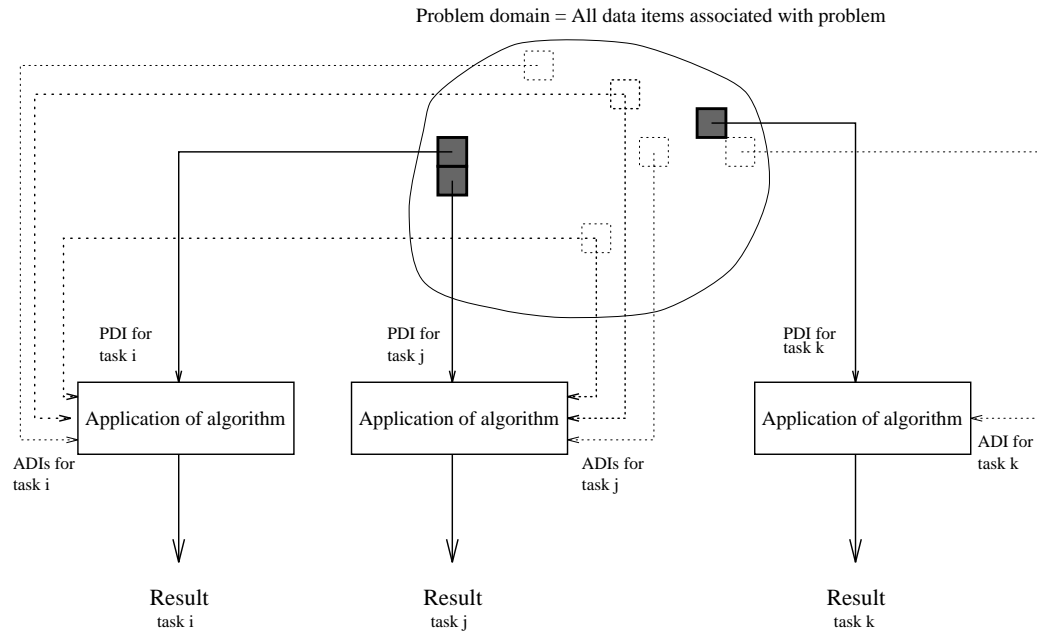 Problem domain = All data items associated with problem
PDI for
task i
PDI for
task j
PDI for
task k
Application of algorithm
Application of algorithm
Application of algorithm
ADIs for
task i
ADIs for
task j
ADI for
task k
Result
task i
Result
task j
Result
task k